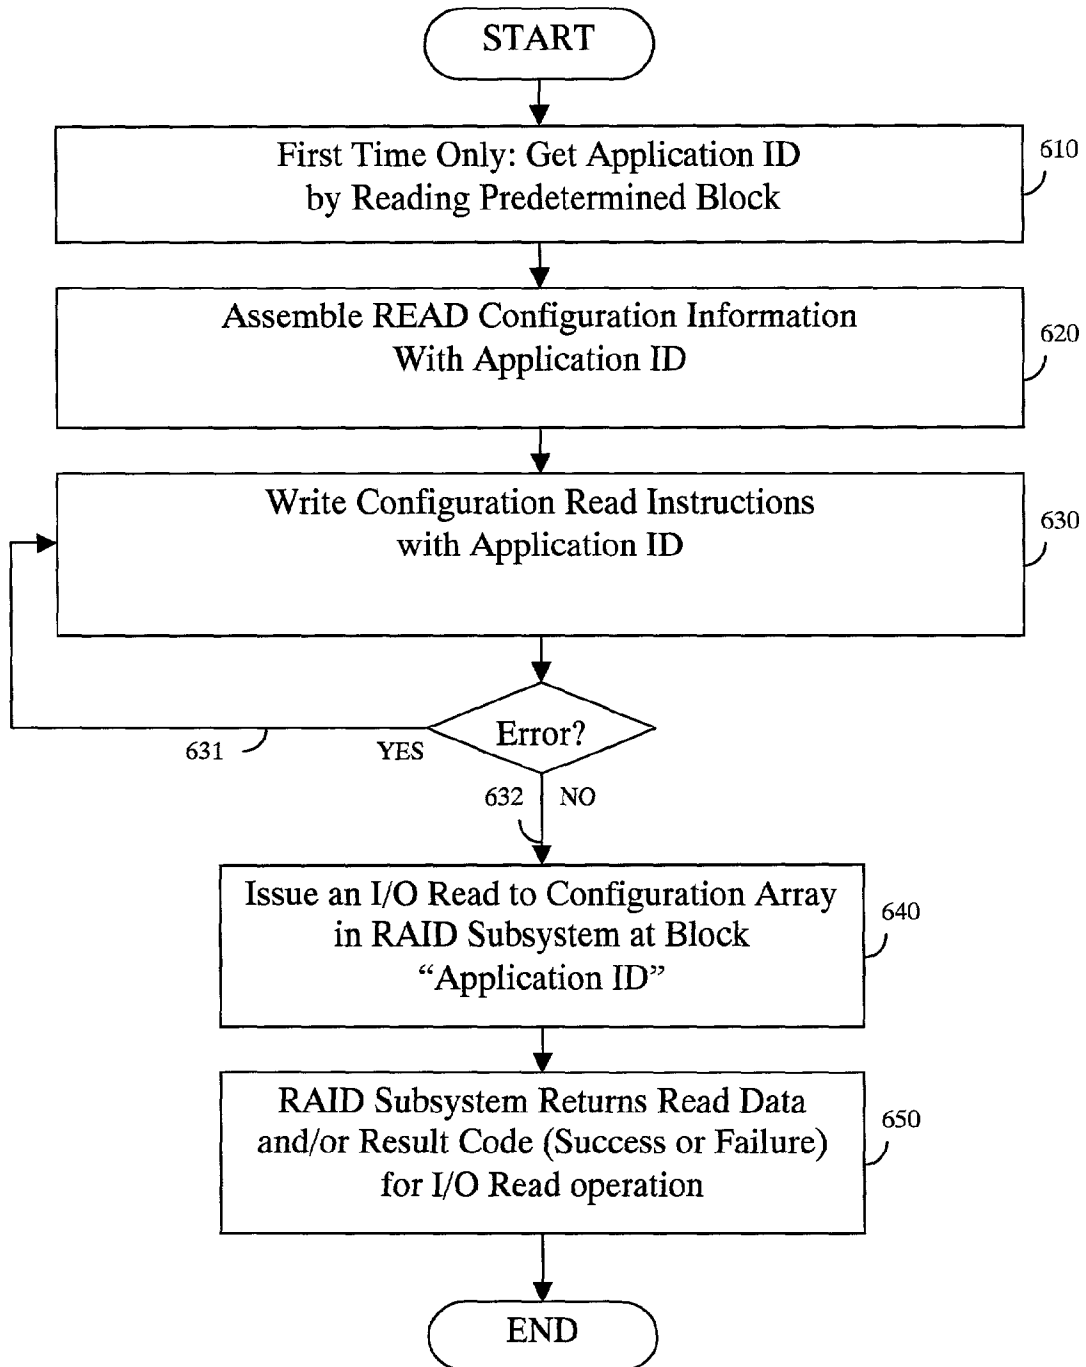 START
First Time Only: Get Application ID
by Reading Predetermined Block
610
Assemble READ Configuration Information
With Application ID
620
Write Configuration Read Instructions
with Application ID
630
Error?
631
YES
632
NO
Issue an I/O Read to Configuration Array
in RAID Subsystem at Block
“Application ID”
640
RAID Subsystem Returns Read Data
and/or Result Code (Success or Failure)
for I/O Read operation
650
END